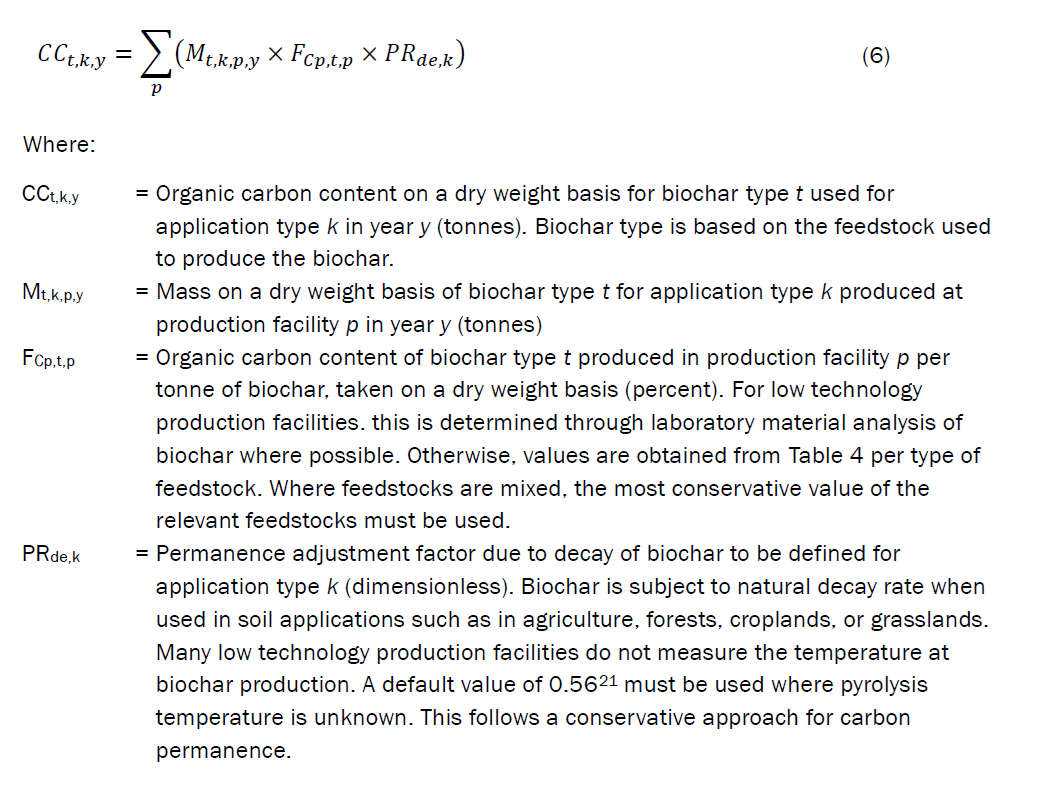 CCt,k,y = ∑p (Mt,k,p,y × FCp,t,p × PRde,k) (6)
Where:
CCt,k,y = Organic carbon content on a dry weight basis for biochar type t used for
application type k in year y (tonnes). Biochar type is based on the feedstock used
to produce the biochar.
Mt,k,p,y = Mass on a dry weight basis of biochar type t for application type k produced at
production facility p in year y (tonnes)
FCp,t,p = Organic carbon content of biochar type t produced in production facility p per
tonne of biochar, taken on a dry weight basis (percent). For low technology
production facilities. this is determined through laboratory material analysis of
biochar where possible. Otherwise, values are obtained from Table 4 per type of
feedstock. Where feedstocks are mixed, the most conservative value of the
relevant feedstocks must be used.
PRde,k = Permanence adjustment factor due to decay of biochar to be defined for
application type k (dimensionless). Biochar is subject to natural decay rate when
used in soil applications such as in agriculture, forests, croplands, or grasslands.
Many low technology production facilities do not measure the temperature at
biochar production. A default value of 0.56²¹ must be used where pyrolysis
temperature is unknown. This follows a conservative approach for carbon
permanence.